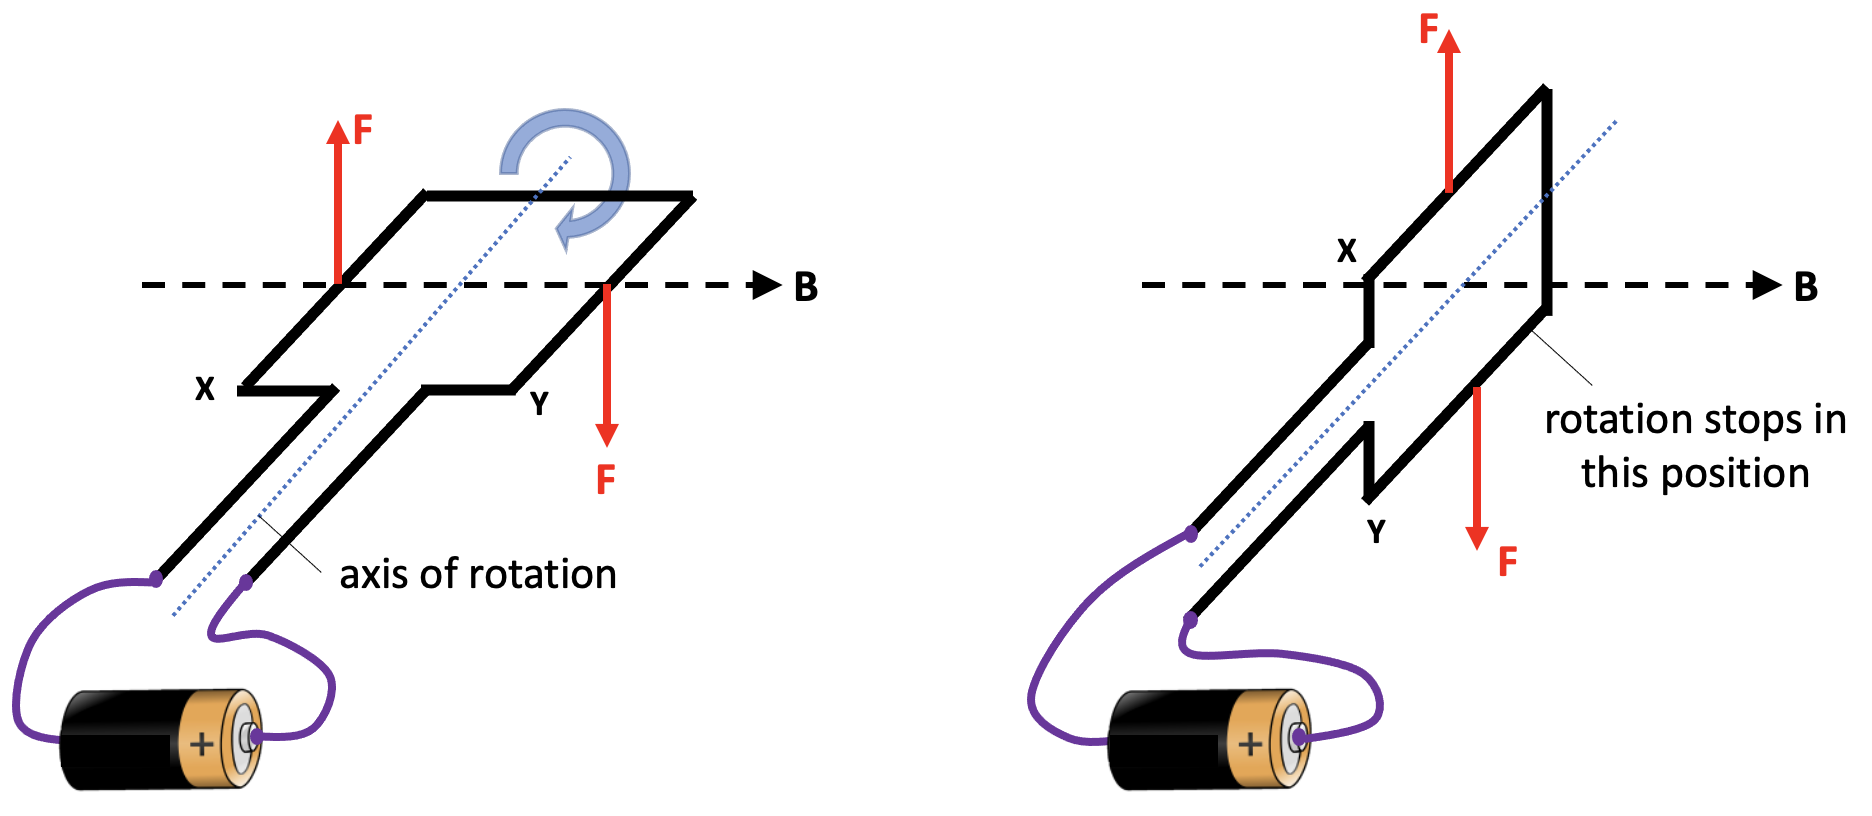 F
B
X
Y
F
axis of rotation
+
F
X
B
rotation stops in
this position
Y
F
+